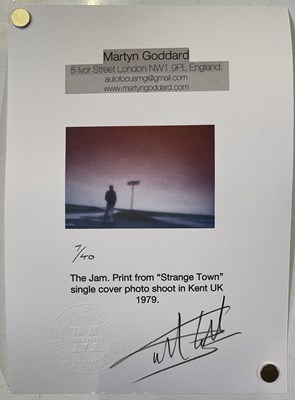 Martyn Goddard
5 Ivor Street London NW1 9PL England.
autofocusmg@gmail.com
www.martyngoddard.com
7/40
The Jam. Print from “Strange Town”
single cover photo shoot in Kent UK
1979.